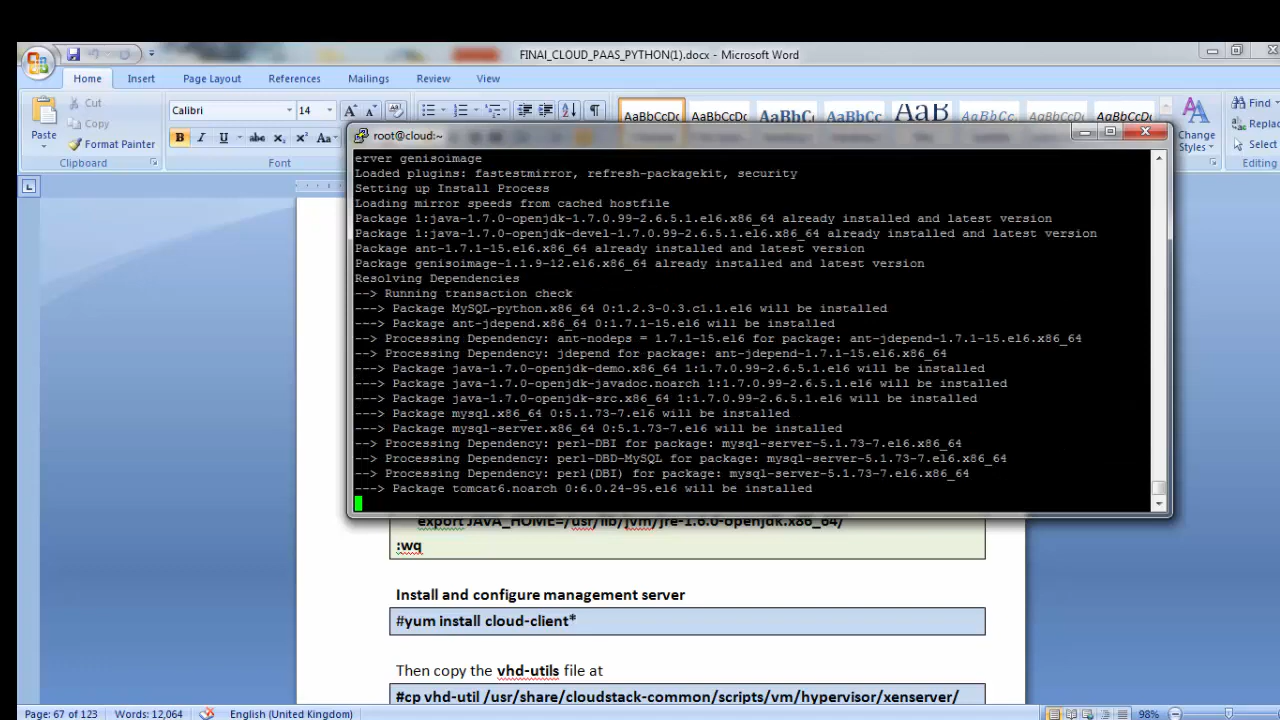 FINAL_CLOUD_PAAS_PYTHON(1).docx - Microsoft Word
Home Insert Page Layout References Mailings Review View
Cut
Copy
Format Painter
Paste
Clipboard
Calibri 14
B I U abc x₂ x² Aa
Font
AaBbCcDc AaBbCcDc AaBbC AaBbCc AaB AaBbCc. AaBbCcDc
Change
Styles
Find
Replac
Select
Editing
root@cloud:~
erver genisoimage
Loaded plugins: fastestmirror, refresh-packagekit, security
Setting up Install Process
Loading mirror speeds from cached hostfile
Package 1:java-1.7.0-openjdk-1.7.0.99-2.6.5.1.el6.x86_64 already installed and latest version
Package 1:java-1.7.0-openjdk-devel-1.7.0.99-2.6.5.1.el6.x86_64 already installed and latest version
Package ant-1.7.1-15.el6.x86_64 already installed and latest version
Package genisoimage-1.1.9-12.el6.x86_64 already installed and latest version
Resolving Dependencies
--> Running transaction check
---> Package MySQL-python.x86_64 0:1.2.3-0.3.c1.1.el6 will be installed
---> Package ant-jdepend.x86_64 0:1.7.1-15.el6 will be installed
--> Processing Dependency: ant-nodeps = 1.7.1-15.el6 for package: ant-jdepend-1.7.1-15.el6.x86_64
--> Processing Dependency: jdepend for package: ant-jdepend-1.7.1-15.el6.x86_64
---> Package java-1.7.0-openjdk-demo.x86_64 1:1.7.0.99-2.6.5.1.el6 will be installed
---> Package java-1.7.0-openjdk-javadoc.noarch 1:1.7.0.99-2.6.5.1.el6 will be installed
---> Package java-1.7.0-openjdk-src.x86_64 1:1.7.0.99-2.6.5.1.el6 will be installed
---> Package mysql.x86_64 0:5.1.73-7.el6 will be installed
---> Package mysql-server.x86_64 0:5.1.73-7.el6 will be installed
--> Processing Dependency: perl-DBI for package: mysql-server-5.1.73-7.el6.x86_64
--> Processing Dependency: perl-DBD-MySQL for package: mysql-server-5.1.73-7.el6.x86_64
--> Processing Dependency: perl(DBI) for package: mysql-server-5.1.73-7.el6.x86_64
---> Package tomcat6.noarch 0:6.0.24-95.el6 will be installed
export JAVA_HOME=/usr/lib/jvm/jre-1.6.0-openjdk.x86_64/
:wq
Install and configure management server
#yum install cloud-client*
Then copy the vhd-utils file at
#cp vhd-util /usr/share/cloudstack-common/scripts/vm/hypervisor/xenserver/
Page: 67 of 123 Words: 12,064 English (United Kingdom) 98%